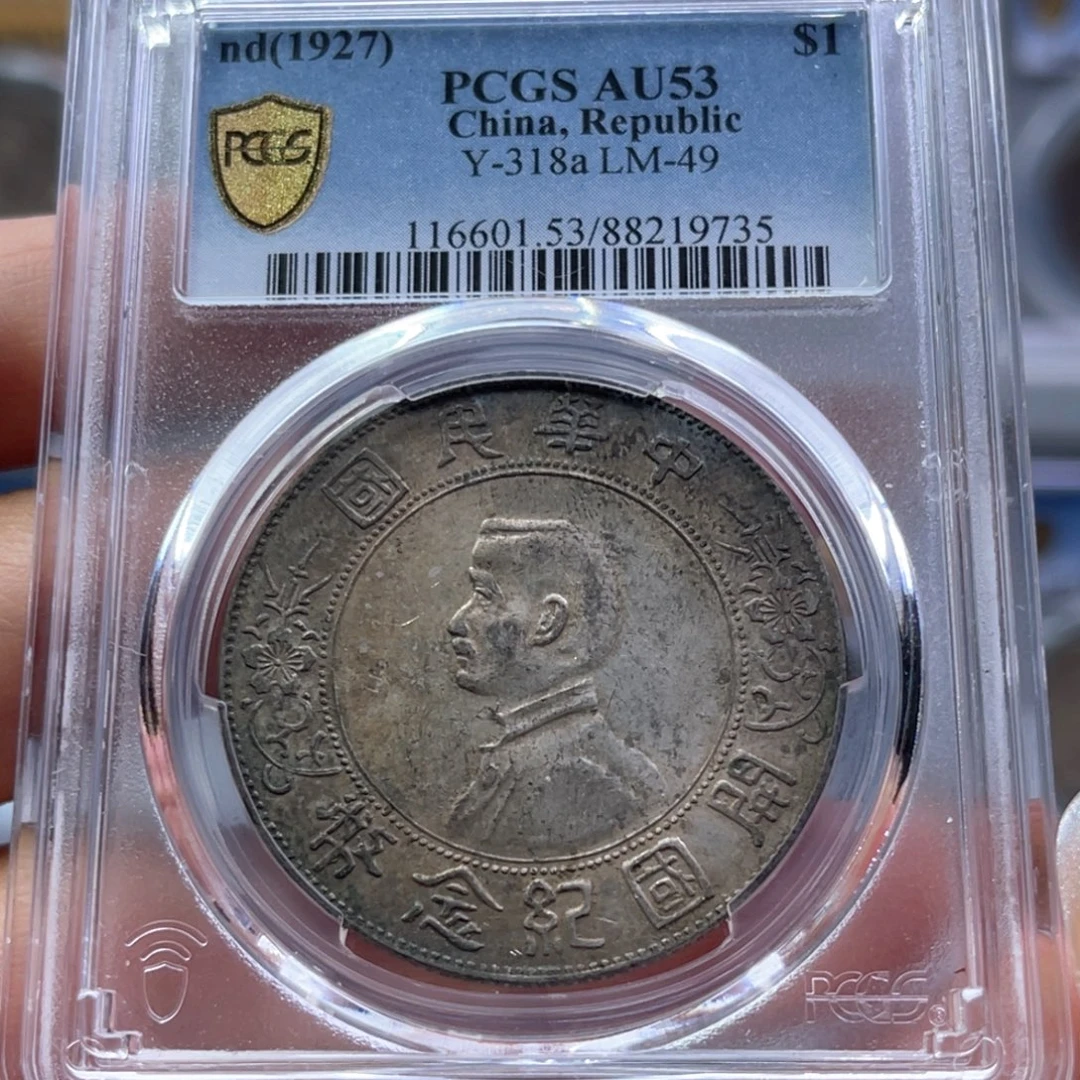 nd(1927) $1
PCGS AU53
PCGS
China, Republic
Y-318a LM-49
116601.53/88219735
國民華中
幣念紀國開
PCGS